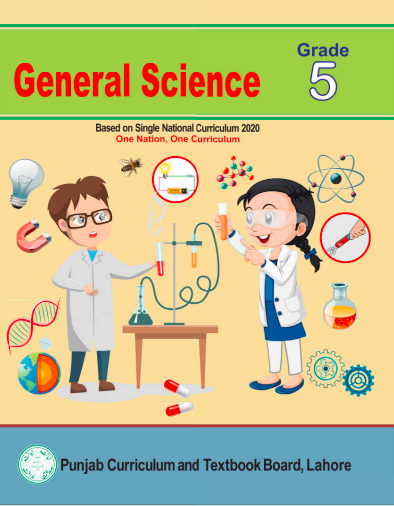 Grade
General Science 5
Based on Single National Curriculum 2020
One Nation, One Curriculum
Punjab Curriculum and Textbook Board, Lahore